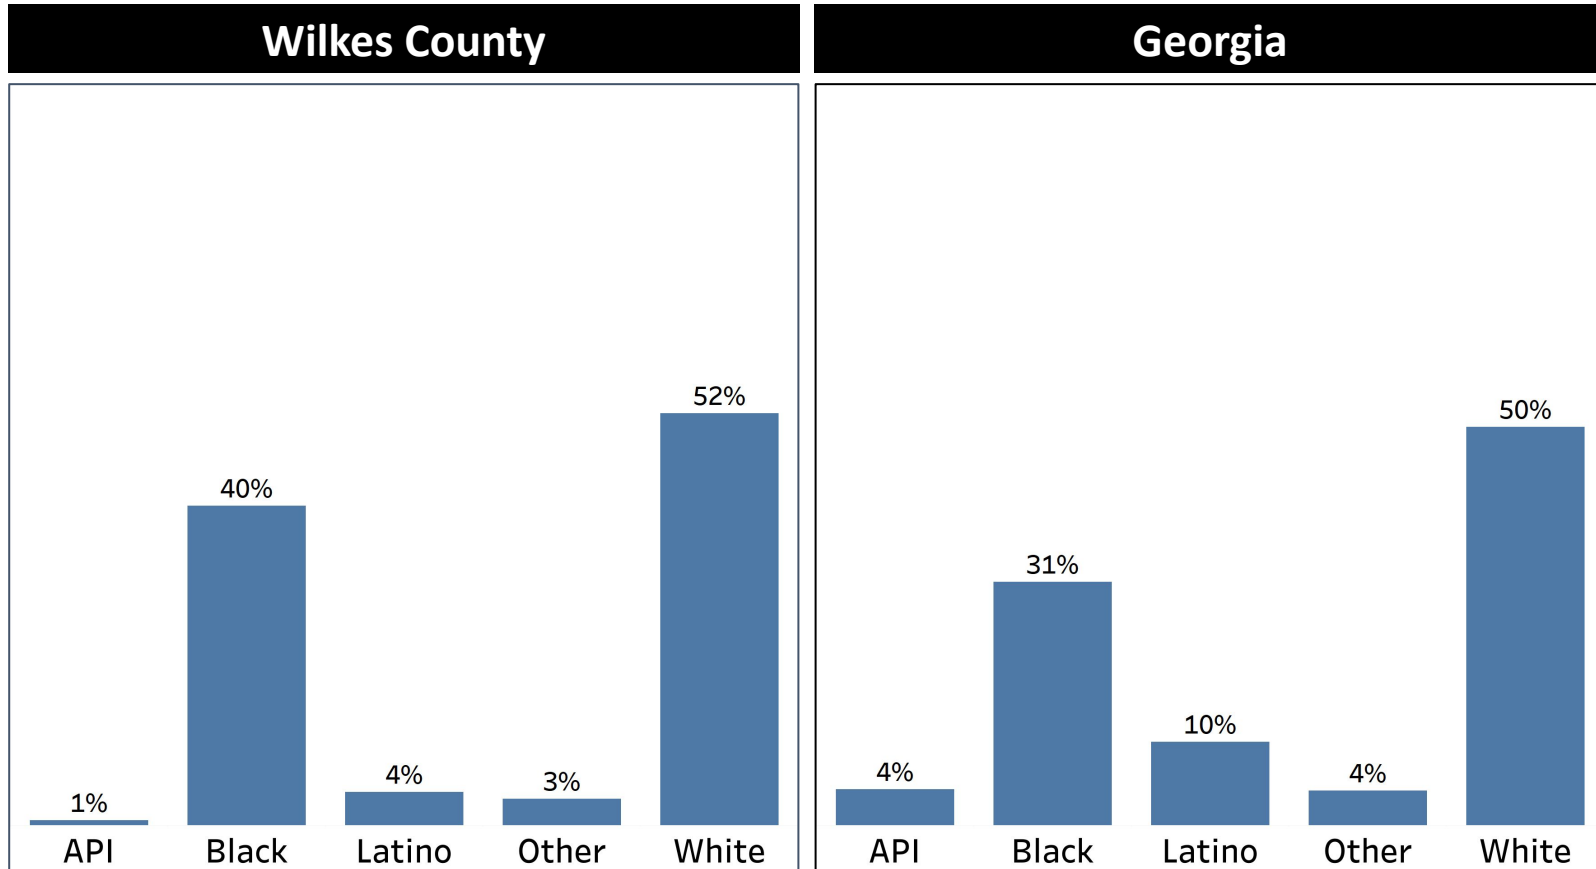 Wilkes County
52%
40%
4%
3%
1%
API Black Latino Other White
Georgia
50%
31%
10%
4%
4%
API Black Latino Other White